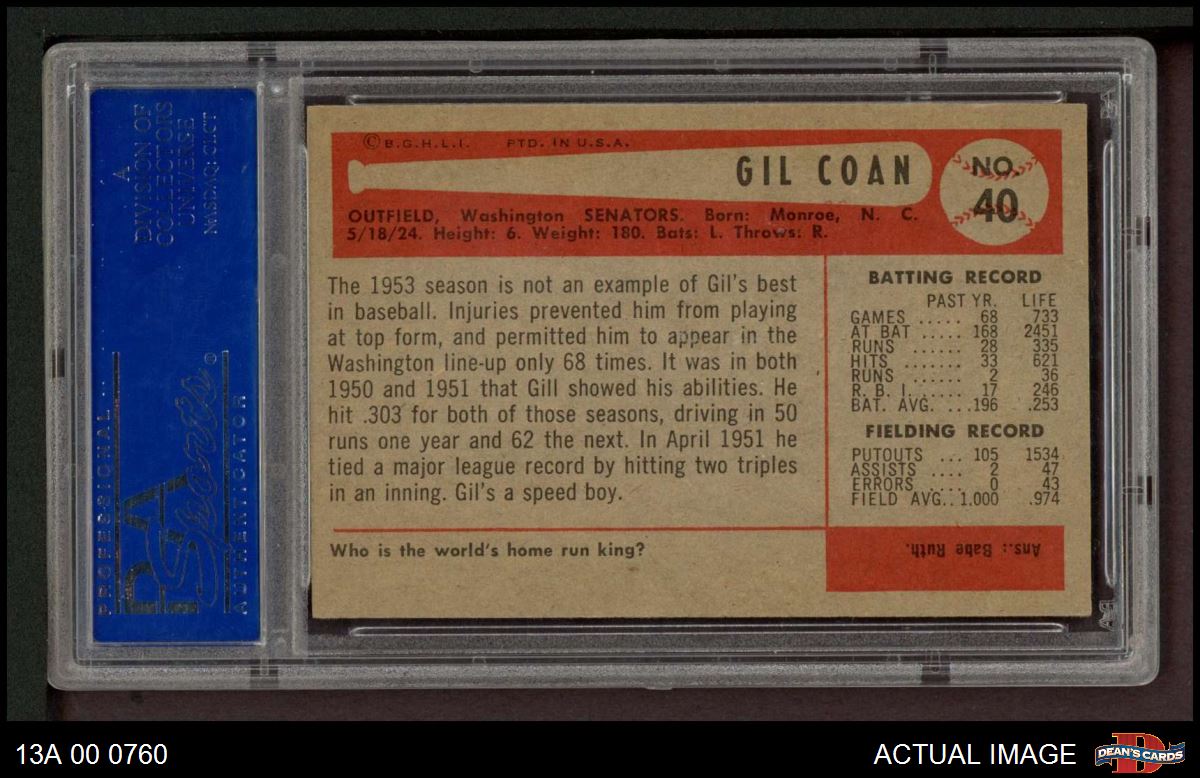 A
DIVISION OF
COLLECTORS
UNIVERSE
NASDAQ: CLCT
PROFESSIONAL
PSA
Sports
AUTHENTICATOR
© B.G.H.L.I. PTD. IN U.S.A.
GIL COAN
NO.
40
OUTFIELD, Washington SENATORS. Born: Monroe, N. C.
5/18/24. Height: 6. Weight: 180. Bats: L. Throws: R.
The 1953 season is not an example of Gil's best
in baseball. Injuries prevented him from playing
at top form, and permitted him to appear in the
Washington line-up only 68 times. It was in both
1950 and 1951 that Gill showed his abilities. He
hit .303 for both of those seasons, driving in 50
runs one year and 62 the next. In April 1951 he
tied a major league record by hitting two triples
in an inning. Gil's a speed boy.
BATTING RECORD
PAST YR. LIFE
GAMES ..... 68 733
AT BAT .... 168 2451
RUNS ...... 28 335
HITS ...... 33 621
RUNS ...... 2 36
R. B. I. ..... 17 246
BAT. AVG. ...196 .253
FIELDING RECORD
PUTOUTS ... 105 1534
ASSISTS .... 2 47
ERRORS .... 0 43
FIELD AVG.. 1.000 .974
Who is the world's home run king?
Ans.: Babe Ruth.
13A 00 0760
ACTUAL IMAGE
DEAN'S CARDS